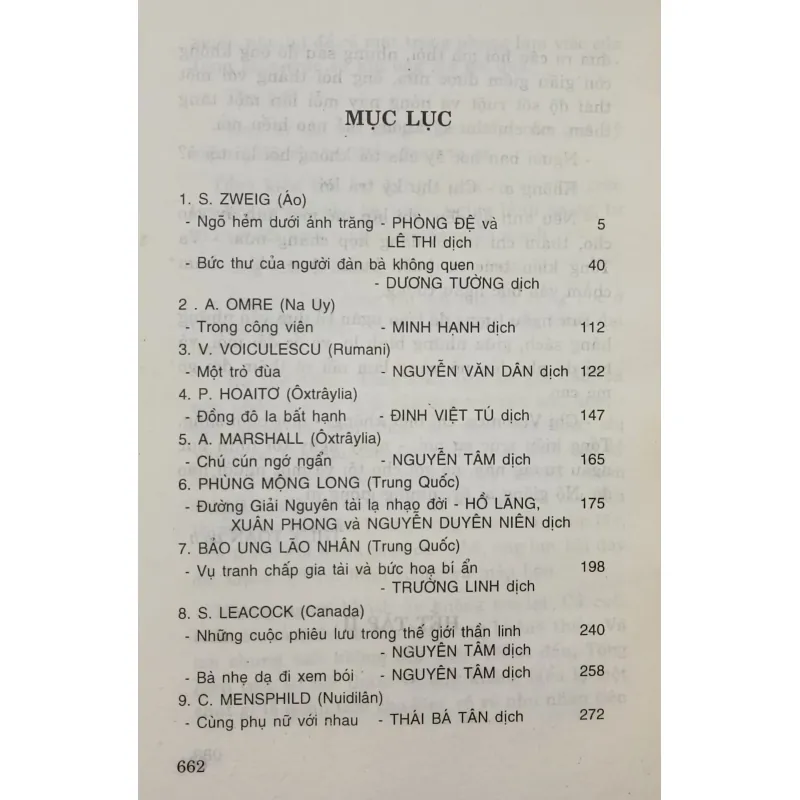 MỤC LỤC
1. S. ZWEIG (Áo)
- Ngõ hẻm dưới ánh trăng - PHÒNG ĐỆ và 5
LÊ THI dịch
- Bức thư của người đàn bà không quen 40
- DƯƠNG TƯỜNG dịch
2 . A. OMRE (Na Uy)
- Trong công viên - MINH HẠNH dịch 112
3. V. VOICULESCU (Rumani)
- Một trò đùa - NGUYỄN VĂN DÂN dịch 122
4. P. HOAITƠ (Ôxtrâylia)
- Đồng đô la bất hạnh - ĐINH VIỆT TÚ dịch 147
5. A. MARSHALL (Ôxtrâylia)
- Chú cún ngớ ngẩn - NGUYÊN TÂM dịch 165
6. PHÙNG MỘNG LONG (Trung Quốc)
- Đường Giải Nguyên tài lạ nhạo đời - HỒ LÃNG, 175
XUÂN PHONG và NGUYỄN DUYÊN NIÊN dịch
7. BẢO UNG LÃO NHÂN (Trung Quốc)
- Vụ tranh chấp gia tài và bức hoạ bí ẩn 198
- TRƯỜNG LINH dịch
8. S. LEACOCK (Canada)
- Những cuộc phiêu lưu trong thế giới thần linh 240
- NGUYÊN TÂM dịch
- Bà nhẹ dạ đi xem bói - NGUYÊN TÂM dịch 258
9. C. MENSPHILD (Nuidilân)
- Cùng phụ nữ với nhau - THÁI BÁ TÂN dịch 272
662